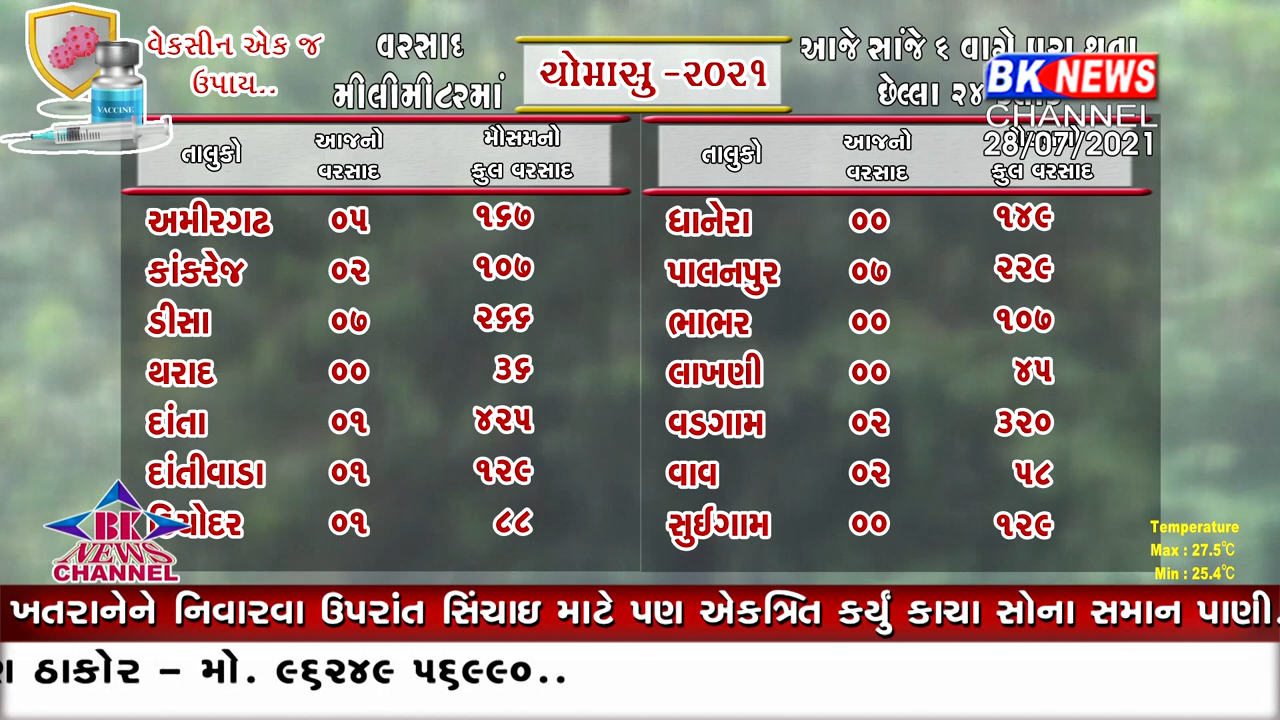 વેક્સીન એક જ
ઉપાય..
VACCINE
વરસાદ
મીલીમીટરમાં
ચોમાસુ -૨૦૨૧
આજે સાંજે ૬ વાગે પુરા થતા
છેલ્લા ૨૪
BK NEWS
CHANNEL
28/07/2021
તાલુકો આજનો વરસાદ મૌસમનો કુલ વરસાદ
તાલુકો આજનો વરસાદ કુલ વરસાદ
અમીરગઢ ૦૫ ૧૬૭
કાંકરેજ ૦૨ ૧૦૭
ડીસા ૦૭ ૨૬૬
થરાદ ૦૦ ૩૬
દાંતા ૦૧ ૪૨૫
દાંતીવાડા ૦૧ ૧૨૯
૦૧ ૮૮
ધાનેરા ૦૦ ૧૪૯
પાલનપુર ૦૭ ૨૨૯
ભાભર ૦૦ ૧૦૭
લાખણી ૦૦ ૪૫
વડગામ ૦૨ ૩૨૦
વાવ ૦૨ ૫૮
સુઈગામ ૦૦ ૧૨૯
BK
NEWS
CHANNEL
Temperature
Max : 27.5℃
Min : 25.4℃
ખતરાનેને નિવારવા ઉપરાંત સિંચાઇ માટે પણ એકત્રિત કર્યું કાચા સોના સમાન પાણી.
ઠાકોર – મો. ૯૬૨૪૯ ૫૬૯૯૦..